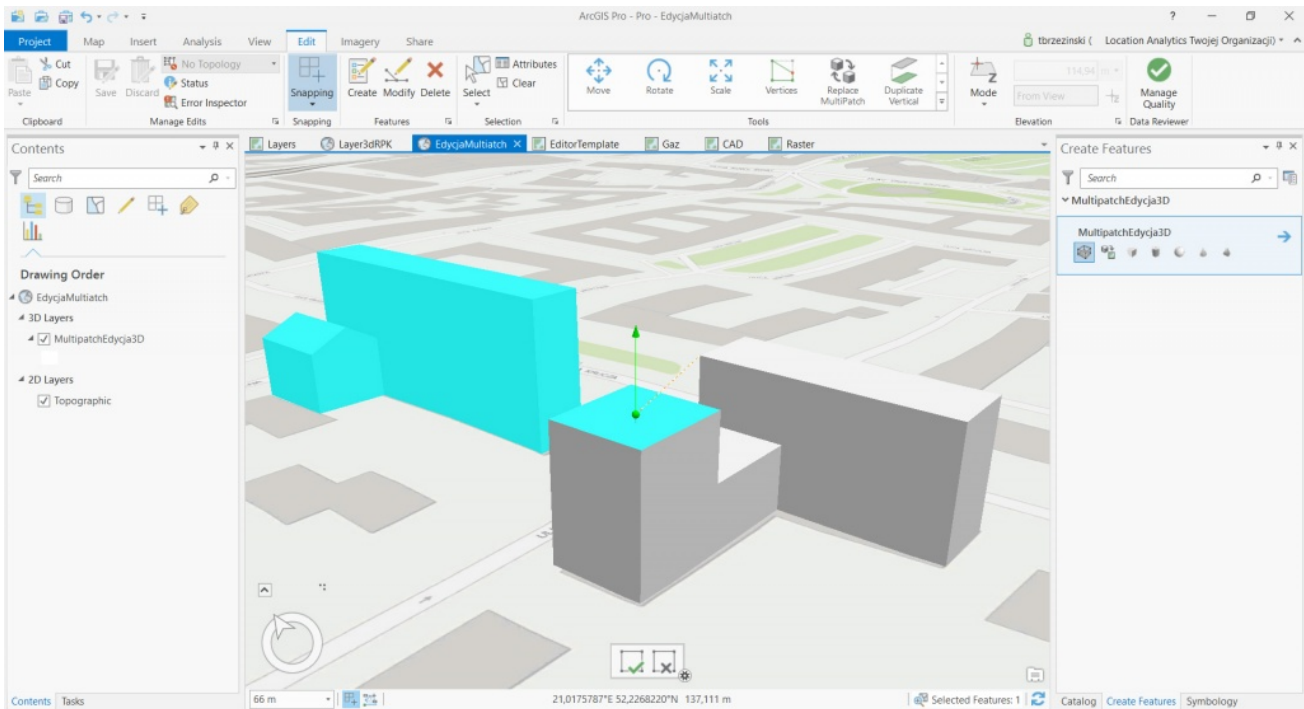 ArcGIS Pro - Pro - EdycjaMultiatch
?
Project Map Insert Analysis View Edit Imagery Share
tbrzezinski ( Location Analytics Twojej Organizacji)
Paste
Cut
Copy
Clipboard
Save Discard
No Topology
Status
Error Inspector
Manage Edits
Snapping
Snapping
Create Modify Delete
Features
Select
Attributes
Clear
Selection
Move Rotate Scale Vertices Replace MultiPatch Duplicate Vertical
Tools
Mode
114.94 m
From View
Elevation
Manage Quality
Data Reviewer
Contents
Search
Drawing Order
EdycjaMultiatch
3D Layers
MultipatchEdycja3D
2D Layers
Topographic
Contents Tasks
Layers Layer3dRPK EdycjaMultiatch EditorTemplate Gaz CAD Raster
66 m
21,0175787°E 52,2268220°N 137,111 m
Selected Features: 1
Create Features
Search
MultipatchEdycja3D
MultipatchEdycja3D
Catalog Create Features Symbology